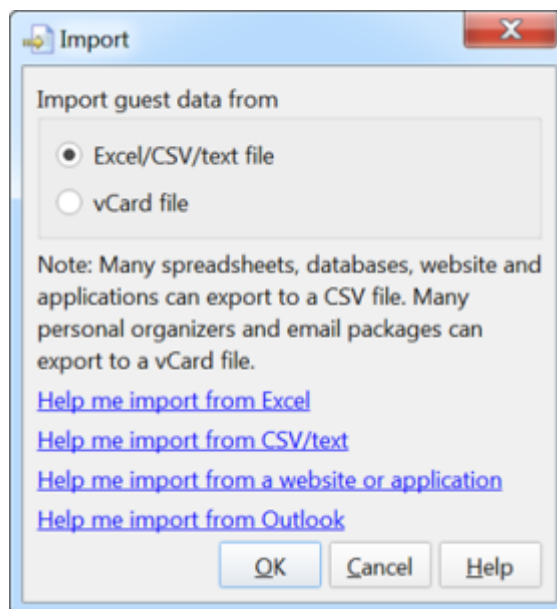 Import
Import guest data from
Excel/CSV/text file
vCard file
Note: Many spreadsheets, databases, website and
applications can export to a CSV file. Many
personal organizers and email packages can
export to a vCard file.
Help me import from Excel
Help me import from CSV/text
Help me import from a website or application
Help me import from Outlook
OK Cancel Help